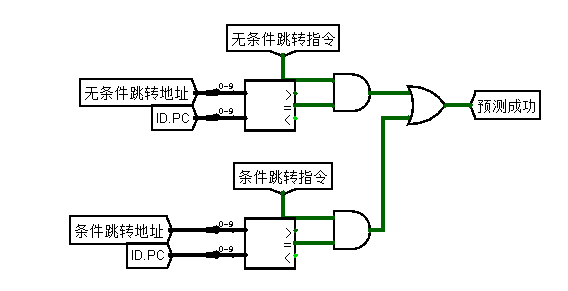 无条件跳转指令
无条件跳转地址
0-9
ID.PC
0-9
>
=
<
预测成功
条件跳转指令
条件跳转地址
0-9
ID.PC
0-9
>
=
<